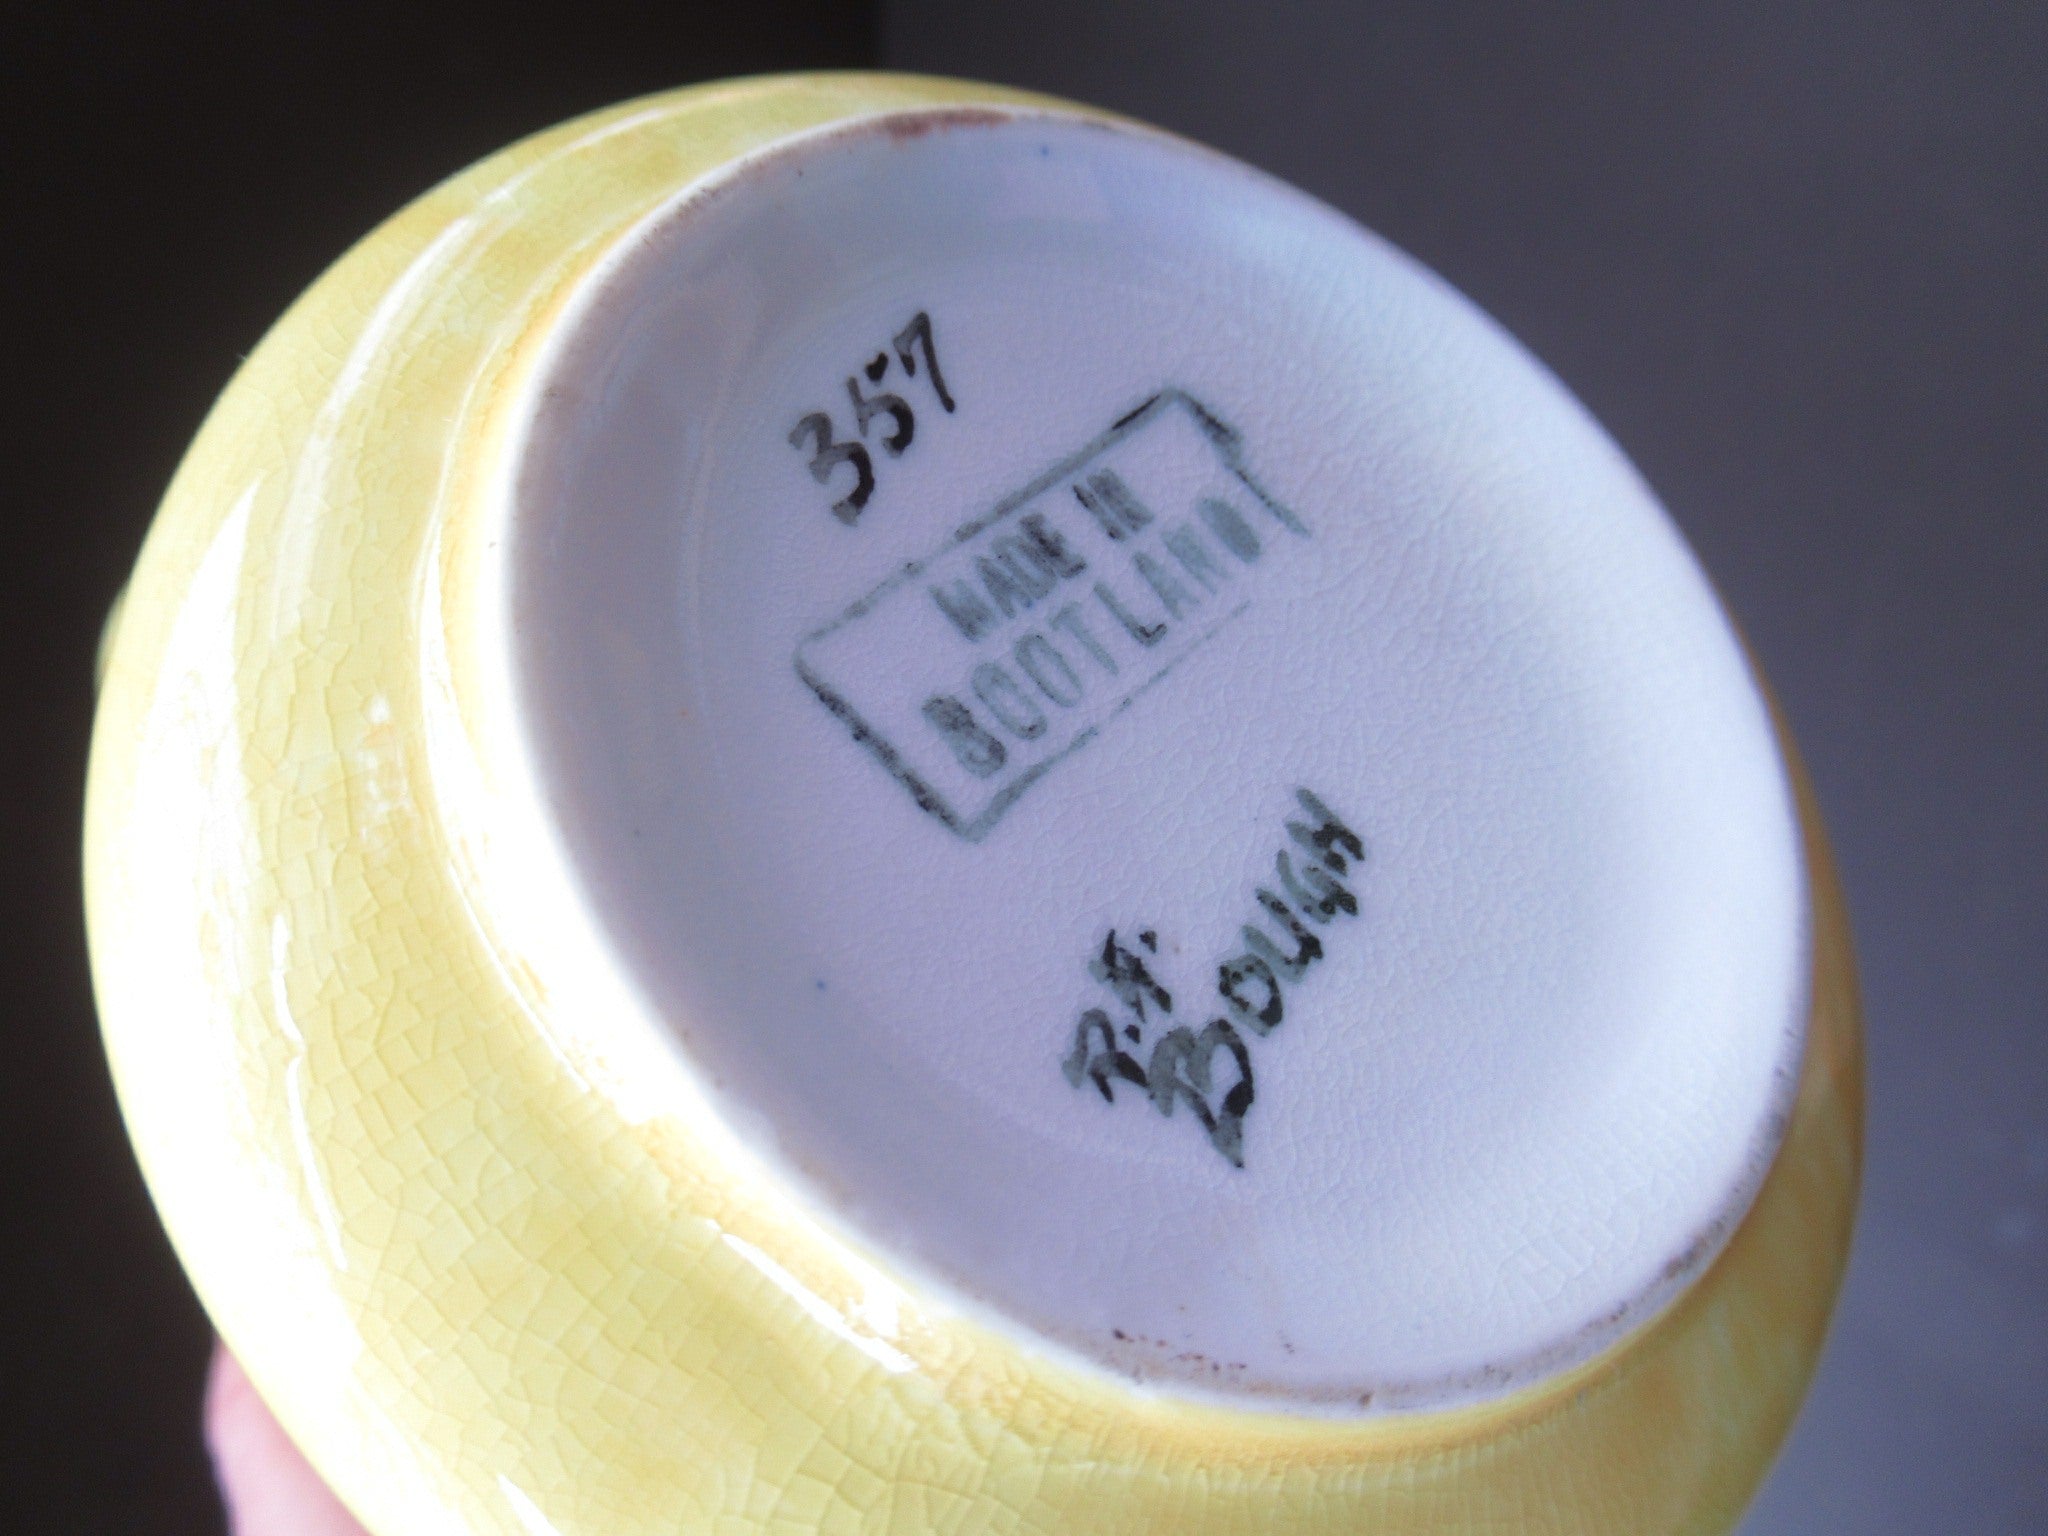 357
MADE IN
SCOTLAND
R.A.
BOUGH